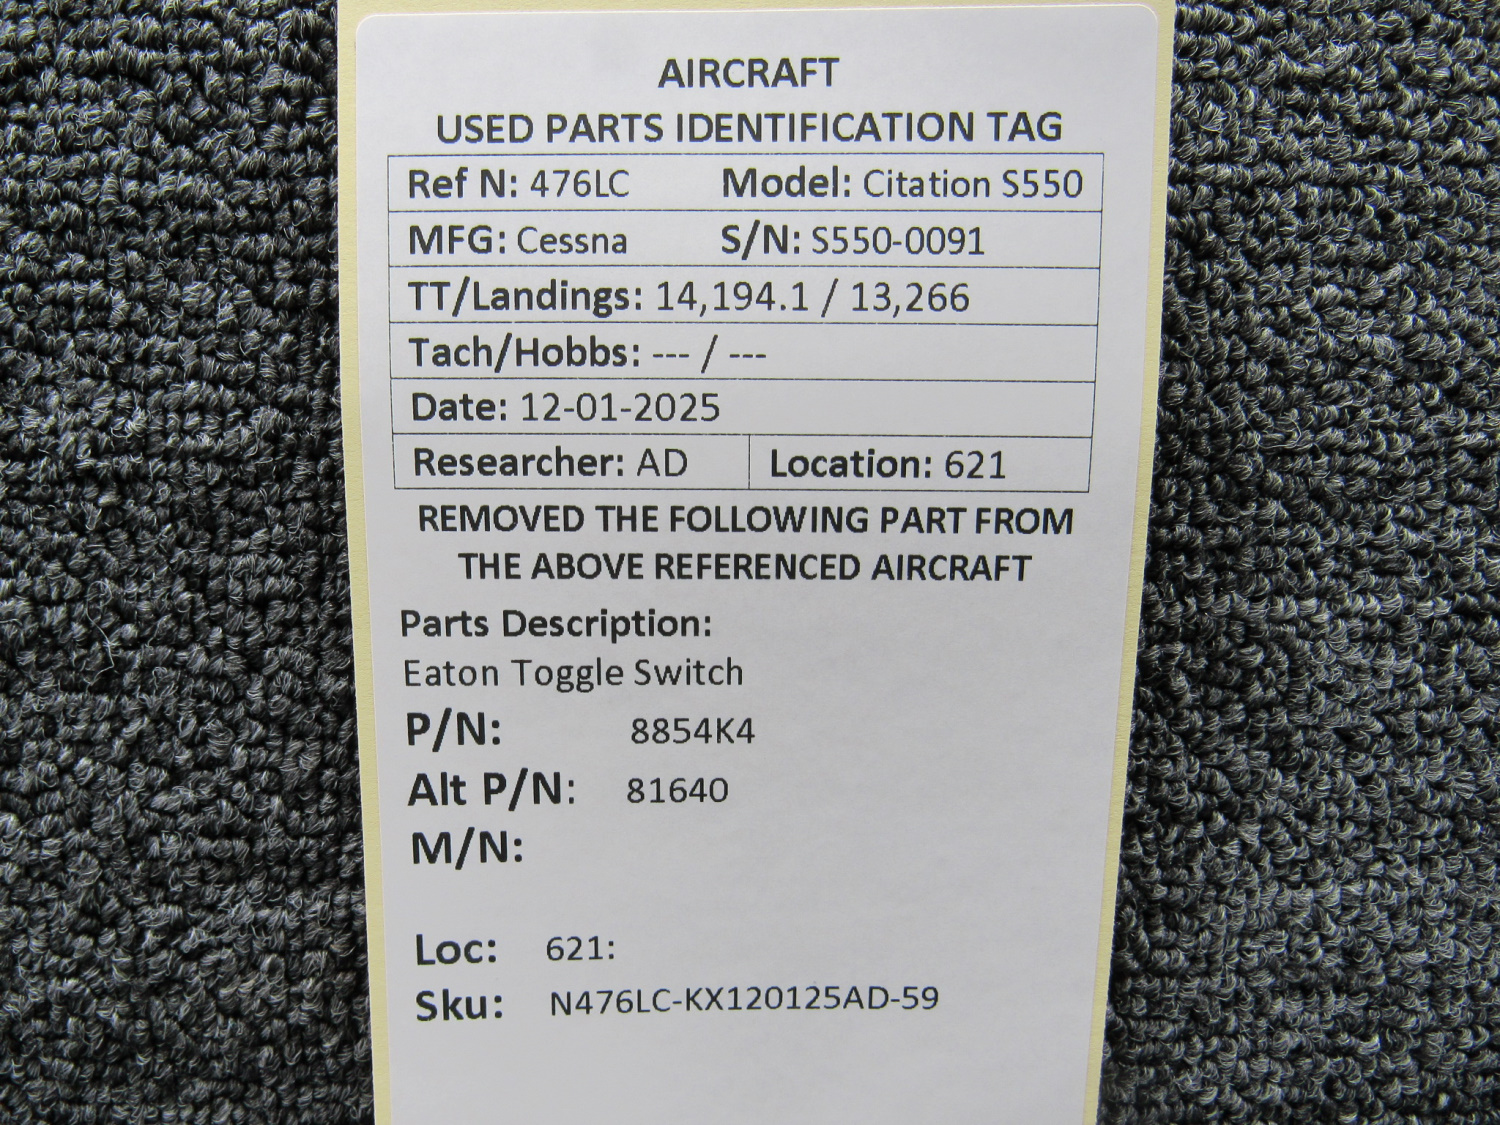 AIRCRAFT
USED PARTS IDENTIFICATION TAG
Ref N: 476LC Model: Citation S550
MFG: Cessna S/N: S550-0091
TT/Landings: 14,194.1 / 13,266
Tach/Hobbs: --- / ---
Date: 12-01-2025
Researcher: AD Location: 621
REMOVED THE FOLLOWING PART FROM
THE ABOVE REFERENCED AIRCRAFT
Parts Description:
Eaton Toggle Switch
P/N: 8854K4
Alt P/N: 81640
M/N:
Loc: 621:
Sku: N476LC-KX120125AD-59